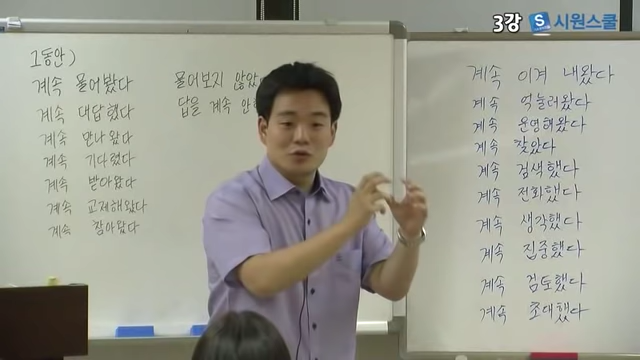 3강 S 시원스쿨
그동안)
계속 물어봤다
계속 대답했다
계속 만나왔다
계속 기다렸다
계속 받아왔다
계속 교제해왔다
계속 참아왔다
물어보지 않았
답을 계속 안
계속 이겨 내왔다
계속 억눌러왔다
계속 운영해왔다
계속 찾았다
계속 검색했다
계속 전화했다
계속 생각했다
계속 집중했다
계속 검토했다
계속 초대했다